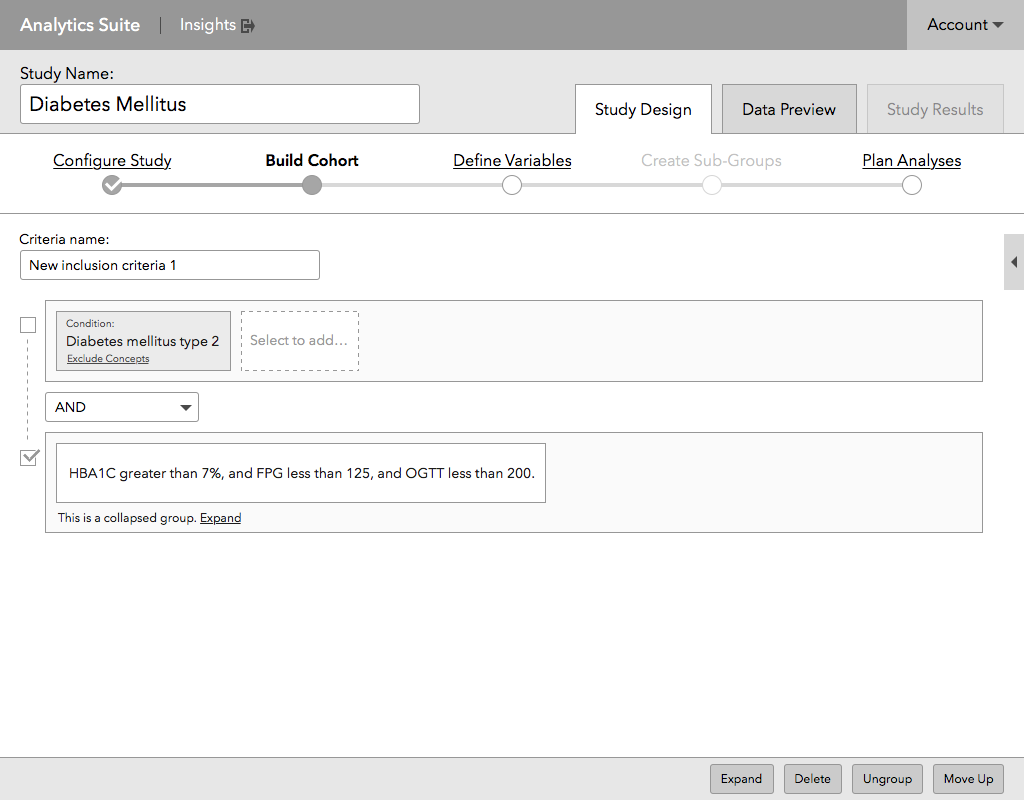 Analytics Suite | Insights
Account
Study Name:
Diabetes Mellitus
Study Design
Data Preview
Study Results
Configure Study
Build Cohort
Define Variables
Create Sub-Groups
Plan Analyses
Criteria name:
New inclusion criteria 1
Condition:
Diabetes mellitus type 2
Exclude Concepts
Select to add...
AND
HBA1C greater than 7%, and FPG less than 125, and OGTT less than 200.
This is a collapsed group. Expand
Expand
Delete
Ungroup
Move Up